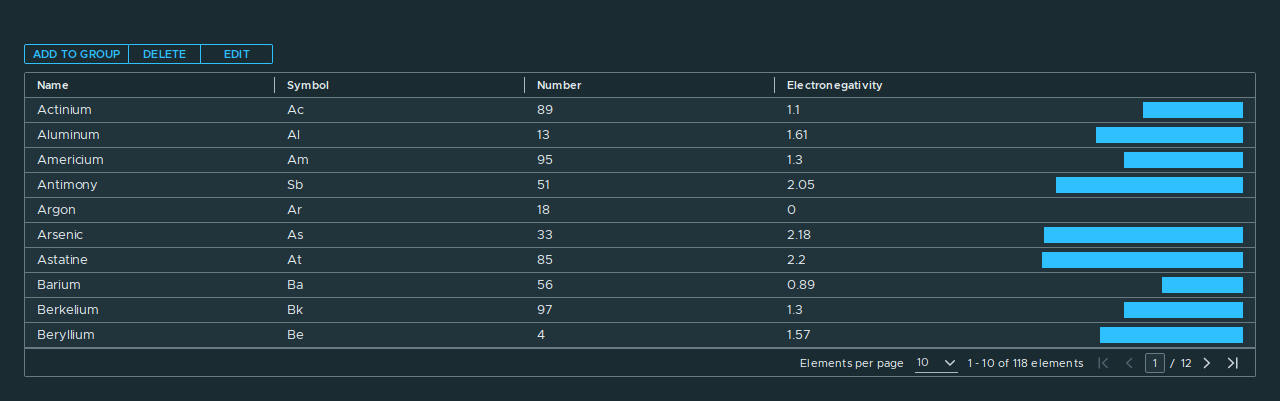 ADD TO GROUP DELETE EDIT
Name Symbol Number Electronegativity
Actinium Ac 89 1.1
Aluminum Al 13 1.61
Americium Am 95 1.3
Antimony Sb 51 2.05
Argon Ar 18 0
Arsenic As 33 2.18
Astatine At 85 2.2
Barium Ba 56 0.89
Berkelium Bk 97 1.3
Beryllium Be 4 1.57
Elements per page 10 1 - 10 of 118 elements 1 / 12